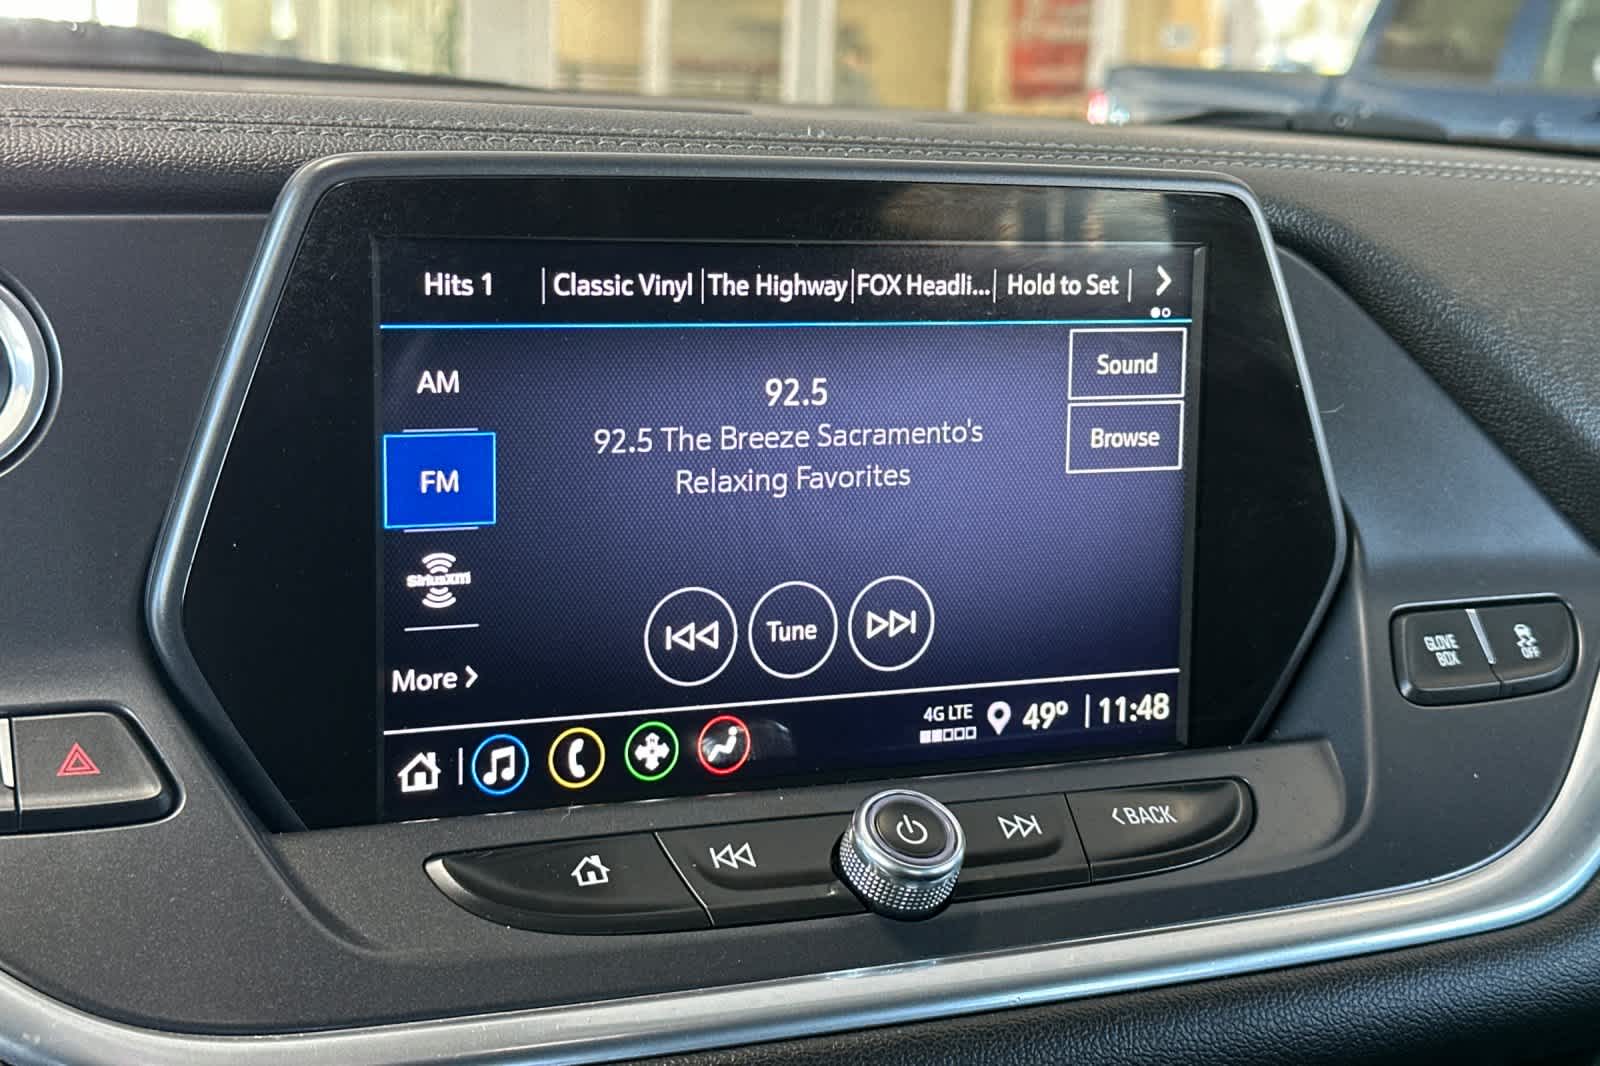 Hits 1 Classic Vinyl The Highway FOX Headli... Hold to Set
Sound
AM
92.5
Browse
92.5 The Breeze Sacramento's
Relaxing Favorites
FM
SiriusXM
Tune
More
4G LTE 49° 11:48
BACK
GLOVE
BOX
OFF